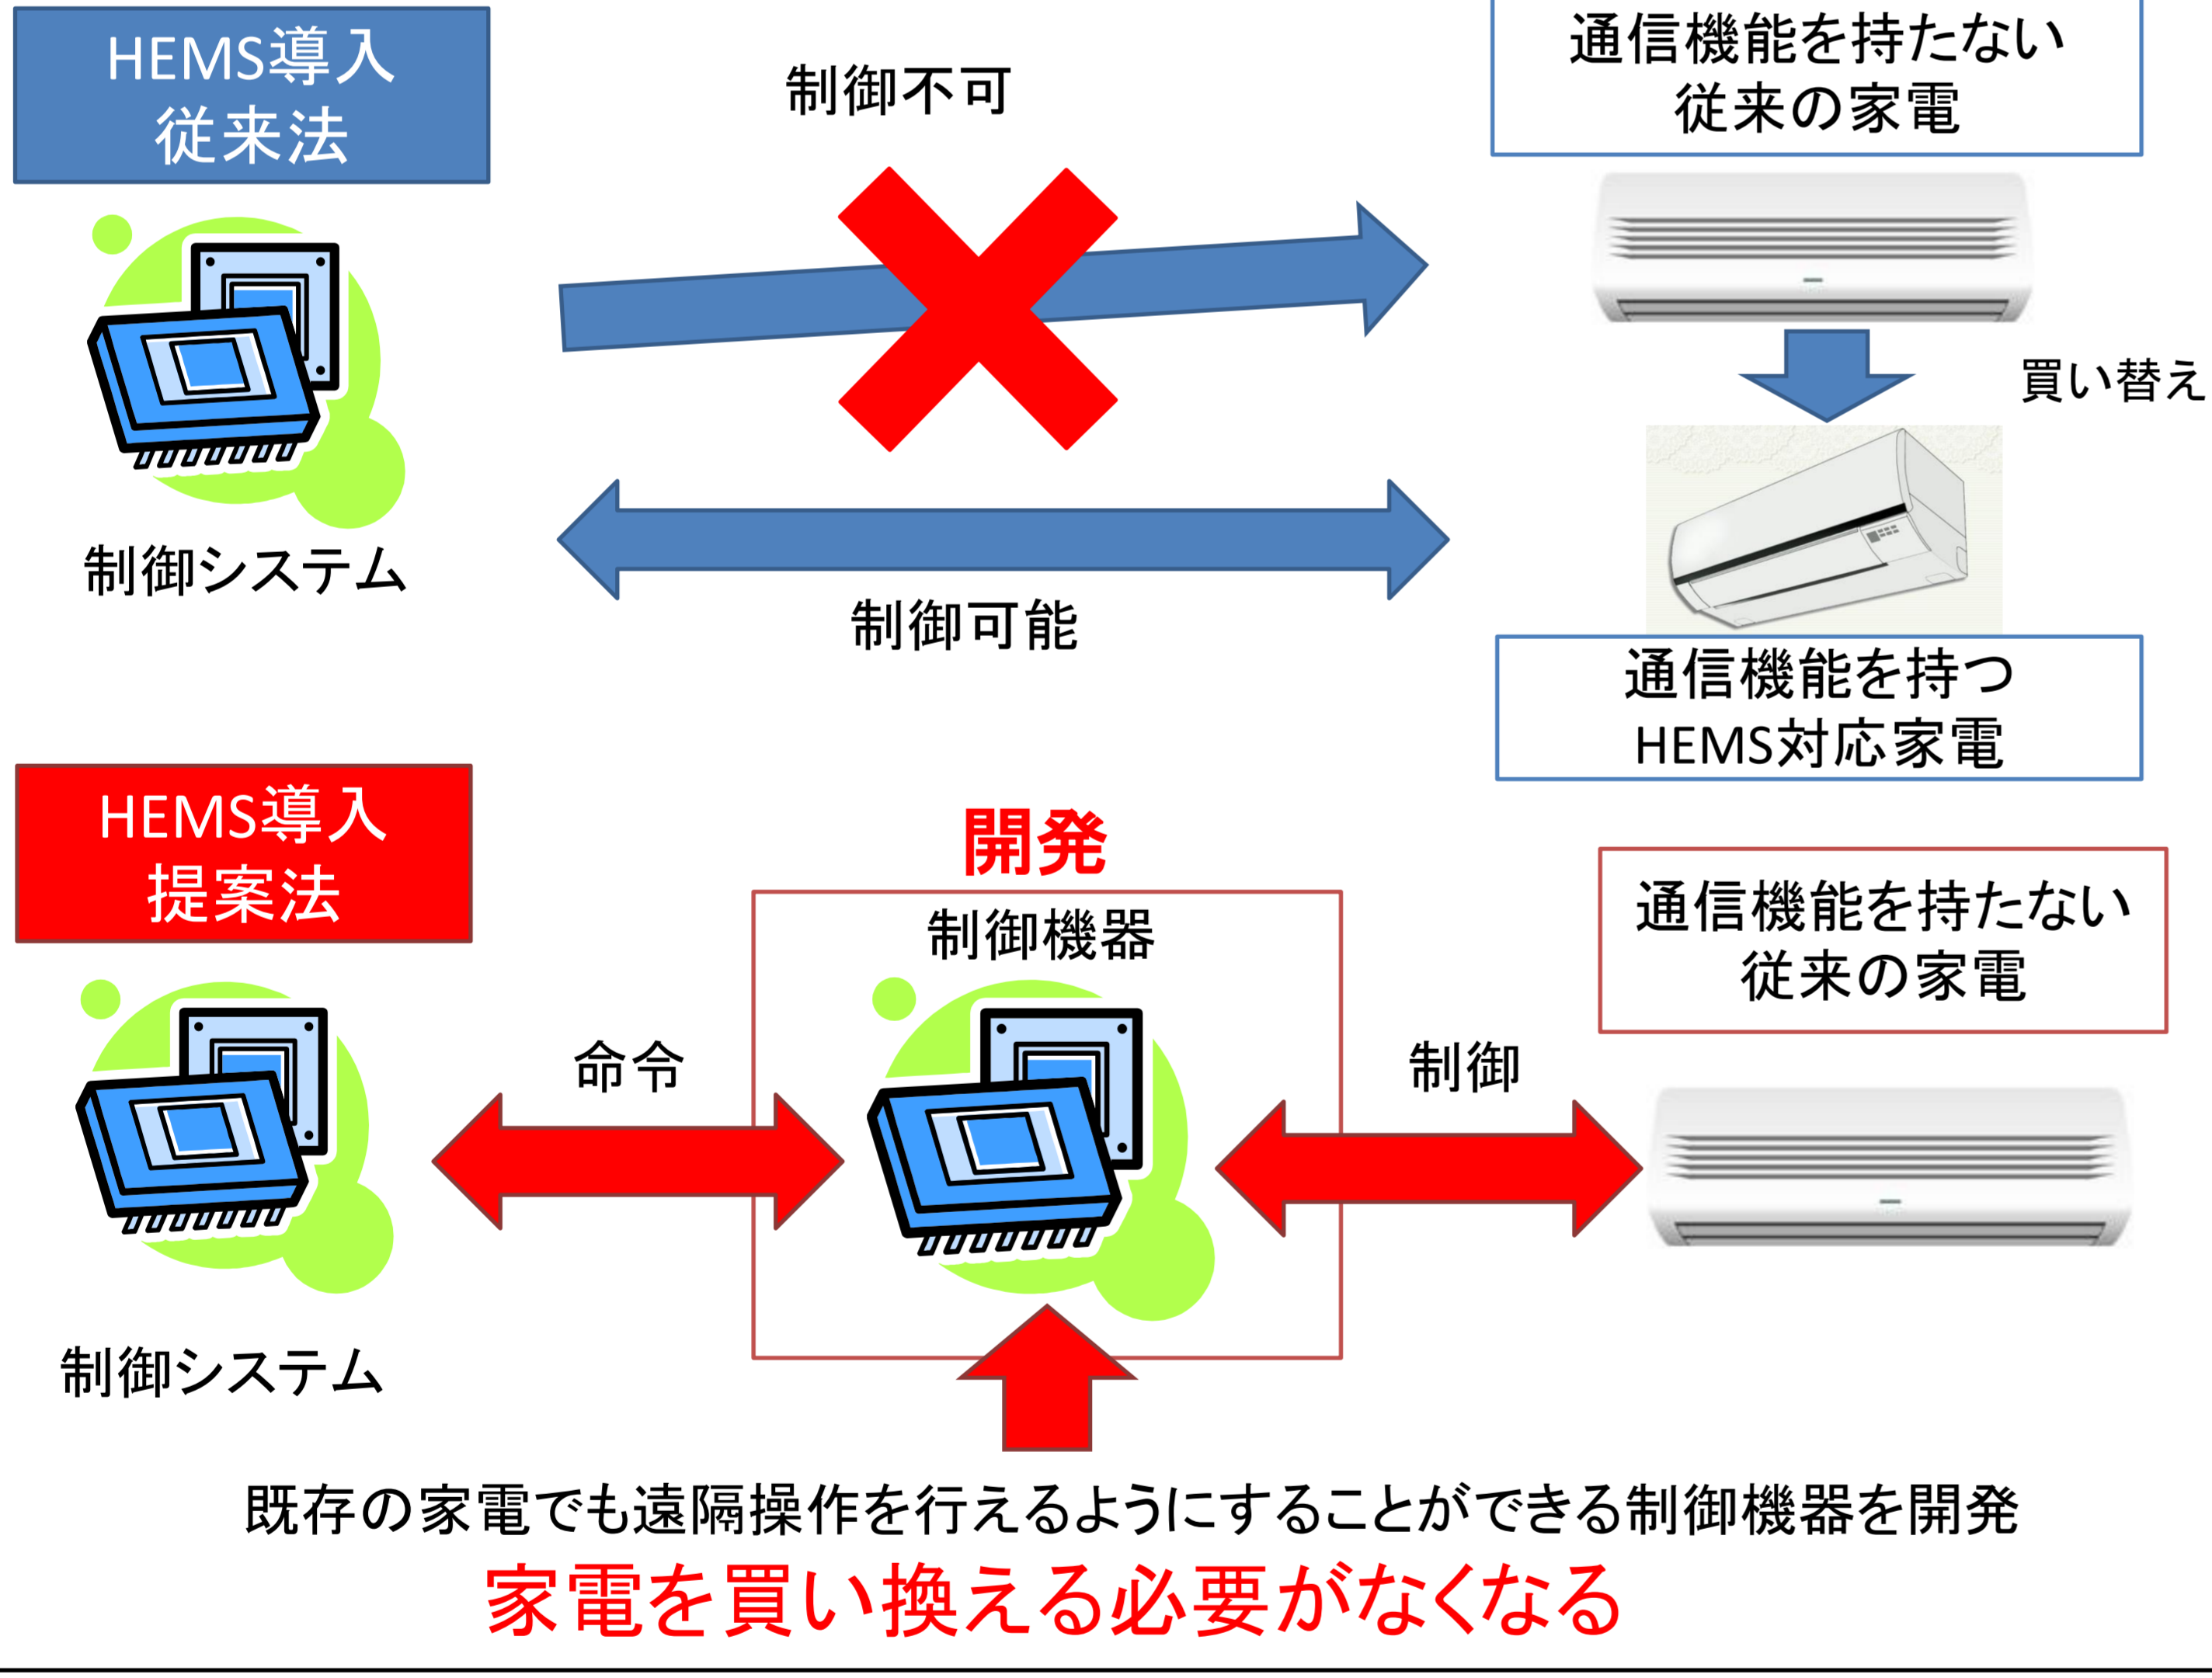 HEMS導入
従来法
制御不可
通信機能を持たない
従来の家電
買い替え
制御システム
制御可能
通信機能を持つ
HEMS対応家電
HEMS導入
提案法
開発
制御機器
通信機能を持たない
従来の家電
命令
制御
制御システム
既存の家電でも遠隔操作を行えるようにすることができる制御機器を開発
家電を買い換える必要がなくなる